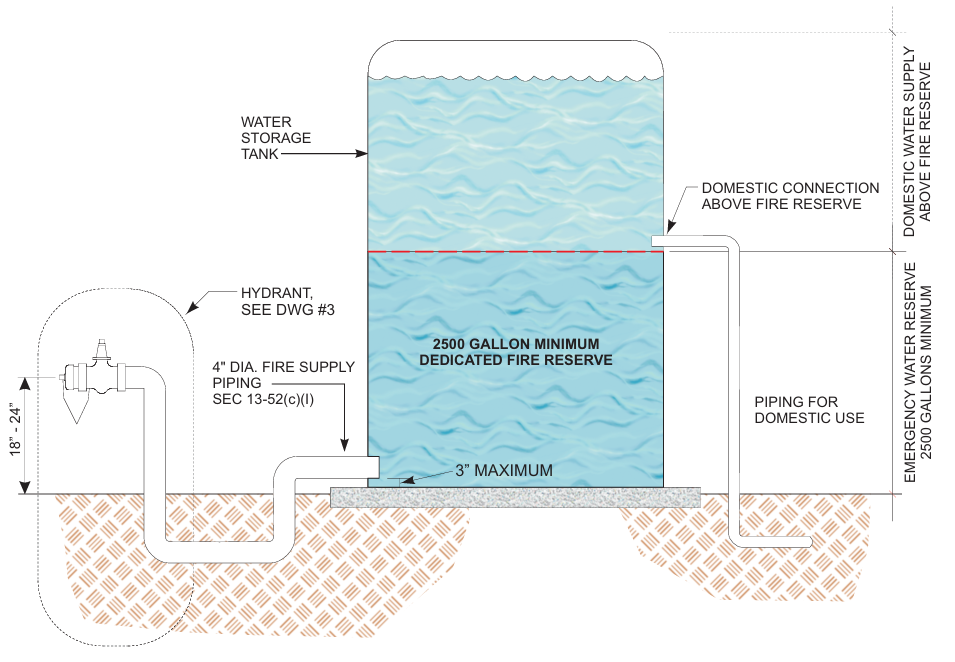 WATER
STORAGE
TANK
DOMESTIC CONNECTION
ABOVE FIRE RESERVE
DOMESTIC WATER SUPPLY
ABOVE FIRE RESERVE
HYDRANT,
SEE DWG #3
2500 GALLON MINIMUM
DEDICATED FIRE RESERVE
4" DIA. FIRE SUPPLY
PIPING
SEC 13-52(c)(I)
18” - 24”
3” MAXIMUM
PIPING FOR
DOMESTIC USE
EMERGENCY WATER RESERVE
2500 GALLONS MINIMUM